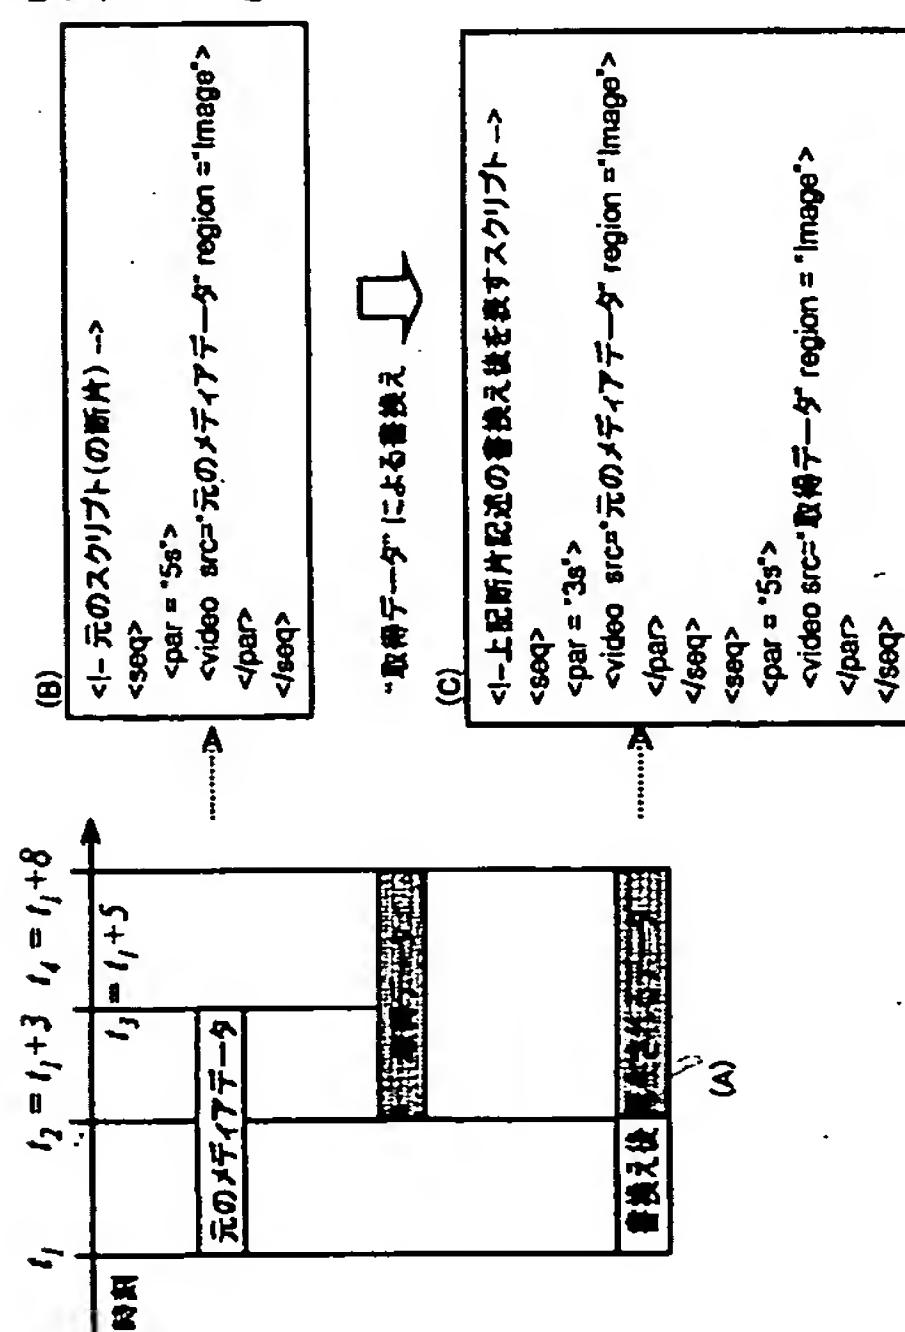 時刻
t₁
t₂ = t₁+3
t₃ = t₁+5
t₄ = t₁+8
元のメディアデータ
書換え後
(A)
(B)
<!- 元のスクリプト(の断片) -->
<seq>
<par = "5s">
<video src="元のメディアデータ" region ="Image">
</par>
</seq>
“取得データ”による書換え
(C)
<!-上記断片記述の書換え後を表すスクリプト-->
<seq>
<par = "3s">
<video src="元のメディアデータ" region ="Image">
</par>
</seq>
<seq>
<par = "5s">
<video src="取得データ" region = "Image">
</par>
</seq>